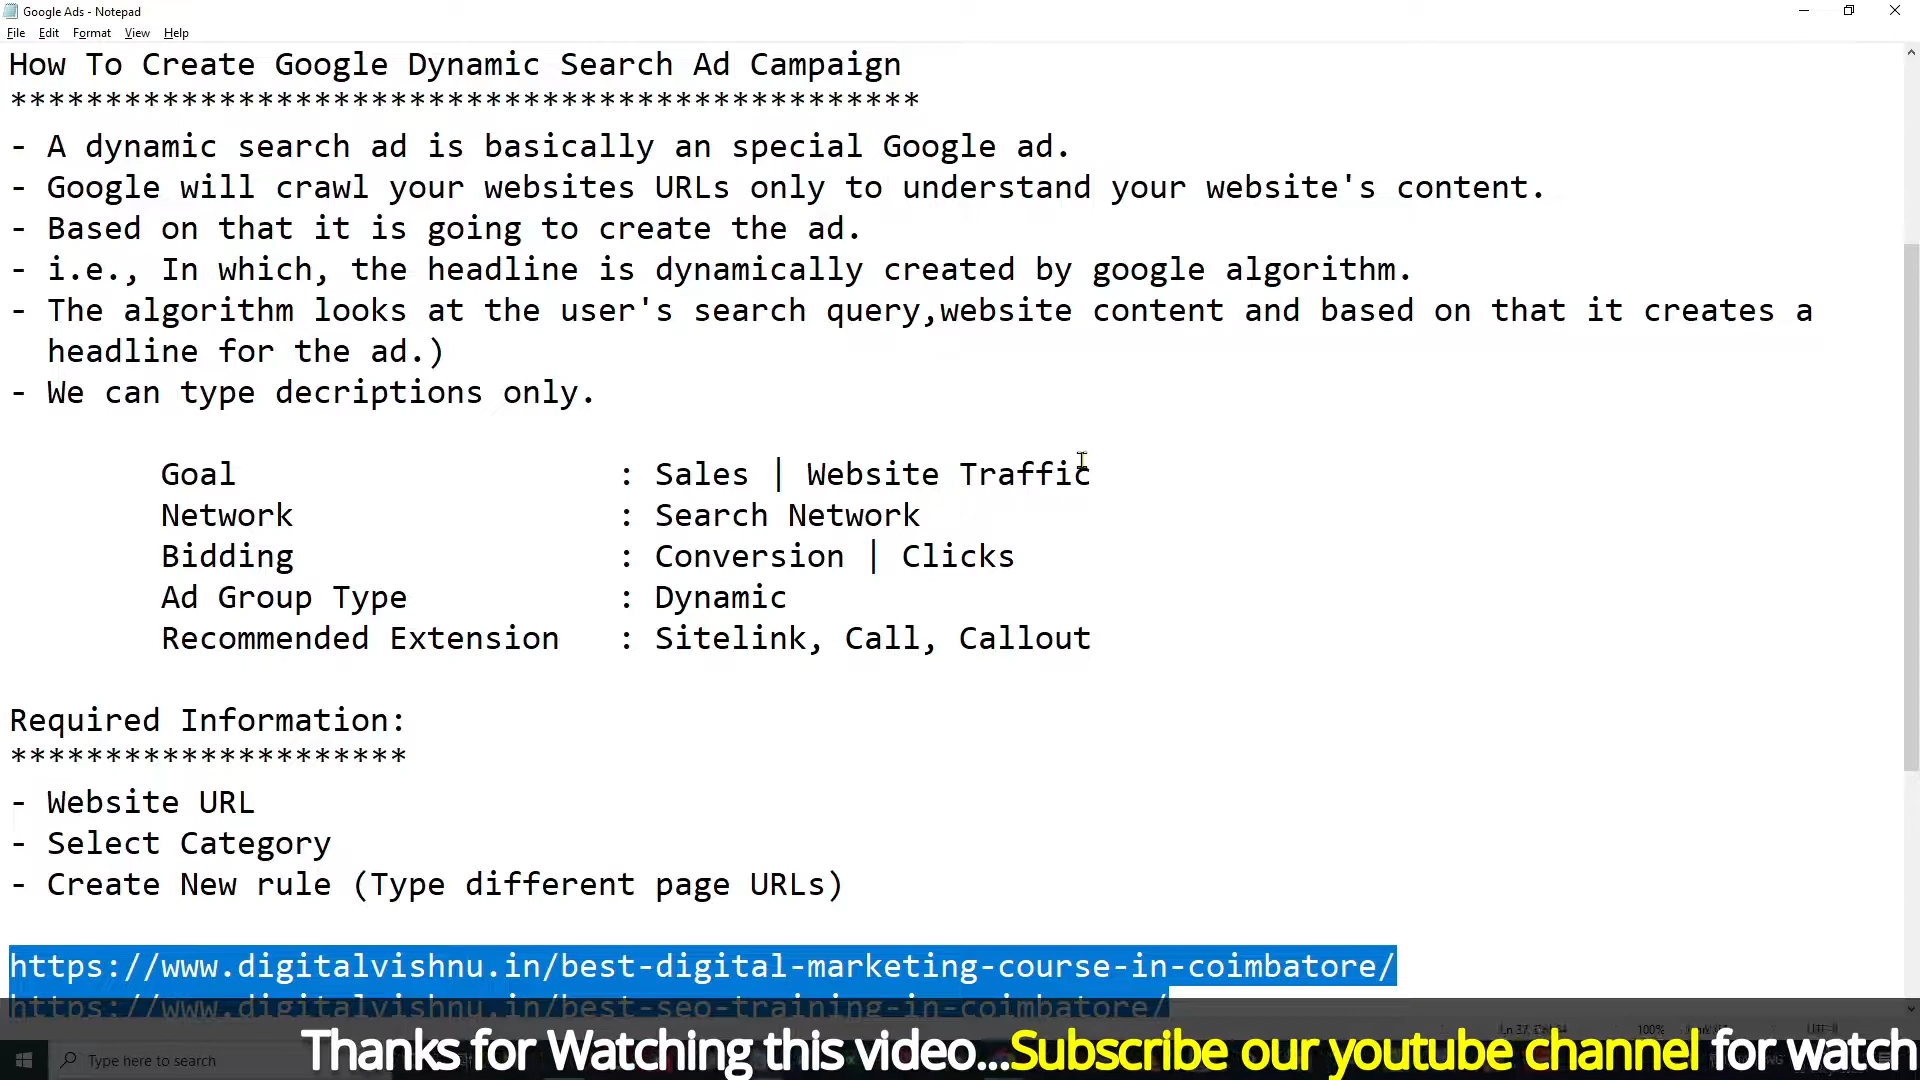 Google Ads - Notepad
File Edit Format View Help
How To Create Google Dynamic Search Ad Campaign
************************************************
- A dynamic search ad is basically an special Google ad.
- Google will crawl your websites URLs only to understand your website's content.
- Based on that it is going to create the ad.
- i.e., In which, the headline is dynamically created by google algorithm.
- The algorithm looks at the user's search query,website content and based on that it creates a
headline for the ad.)
- We can type decriptions only.
Goal : Sales | Website Traffic
Network : Search Network
Bidding : Conversion | Clicks
Ad Group Type : Dynamic
Recommended Extension : Sitelink, Call, Callout
Required Information:
*********************
- Website URL
- Select Category
- Create New rule (Type different page URLs)
https://www.digitalvishnu.in/best-digital-marketing-course-in-coimbatore/
https://www.digitalvishnu.in/best-seo-training-in-coimbatore/
100%
Type here to search
Thanks for Watching this video...Subscribe our youtube channel for watch